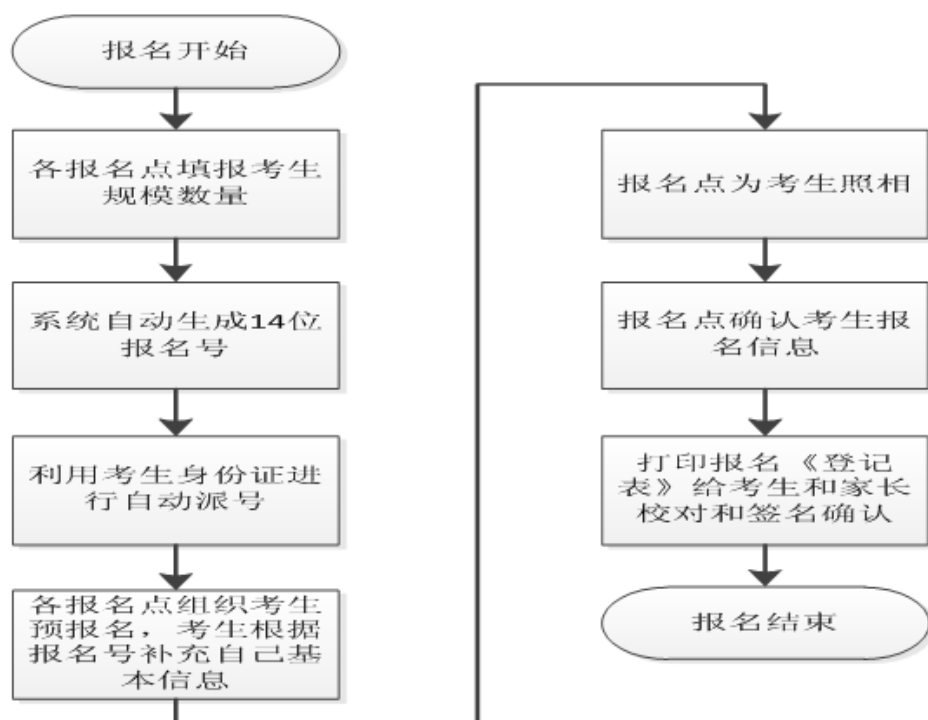 报名开始
各报名点填报考生
规模数量
系统自动生成14位
报名号
利用考生身份证进
行自动派号
各报名点组织考生
预报名，考生根据
报名号补充自己基
本信息
报名点为考生照相
报名点确认考生报
名信息
打印报名《登记
表》给考生和家长
校对和签名确认
报名结束